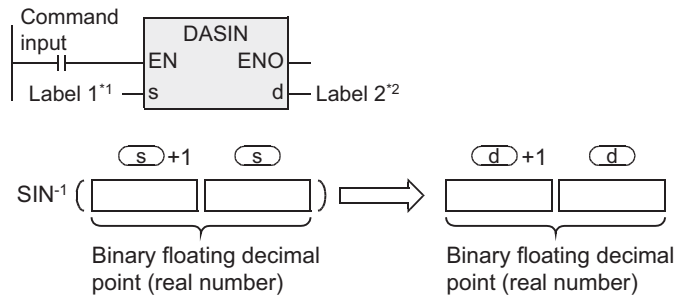 Command
input
DASIN
EN ENO
Label 1*1 s d Label 2*2
s +1 s d +1 d
SIN-1 ( )
Binary floating decimal Binary floating decimal
point (real number) point (real number)